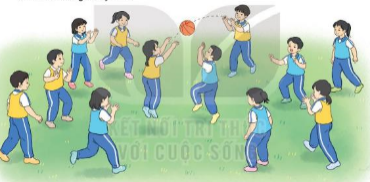 KẾT NỐI TRI THỨC
VỚI CUỘC SỐNG